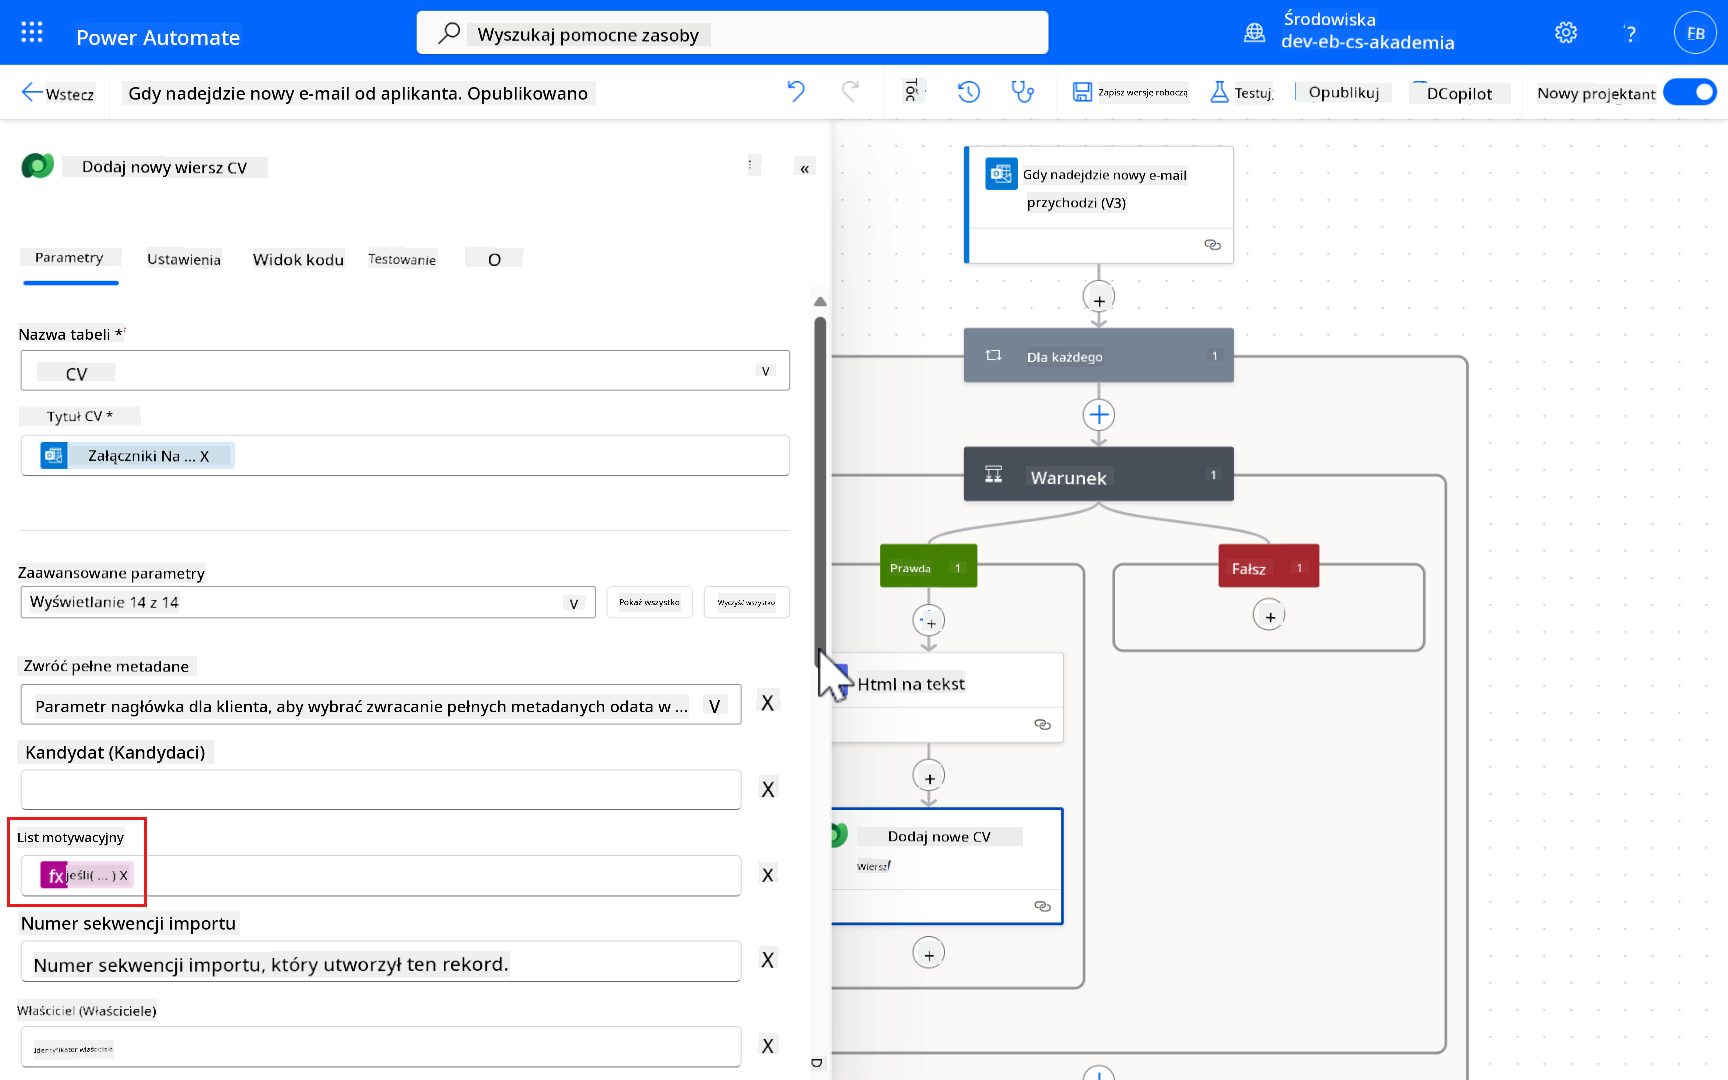 Power Automate
Wyszukaj pomocne zasoby
Środowiska
dev-eb-cs-akademia
?
FB
Wstecz
Gdy nadejdzie nowy e-mail od aplikanta. Opublikowano
Zapisz wersję roboczą
Testuj
Opublikuj
DCopilot
Nowy projektant
Dodaj nowy wiersz CV
«
Parametry
Ustawienia
Widok kodu
Testowanie
O
Nazwa tabeli *
CV
V
Tytuł CV *
Załączniki Na ... X
Zaawansowane parametry
Wyświetlanie 14 z 14
V
Pokaż wszystko
Wyczyść wszystko
Zwróć pełne metadane
Parametr nagłówka dla klienta, aby wybrać zwracanie pełnych metadanych odata w ...
V
X
Kandydat (Kandydaci)
X
List motywacyjny
fx jeśli( ... ) X
X
Numer sekwencji importu
Numer sekwencji importu, który utworzył ten rekord.
X
Właściciel (Właściciele)
Identyfikator właściciela
X
D
Gdy nadejdzie nowy e-mail
przychodzi (V3)
Dla każdego
1
Warunek
1
Prawda
1
Fałsz
1
Html na tekst
Dodaj nowe CV
Wiersz